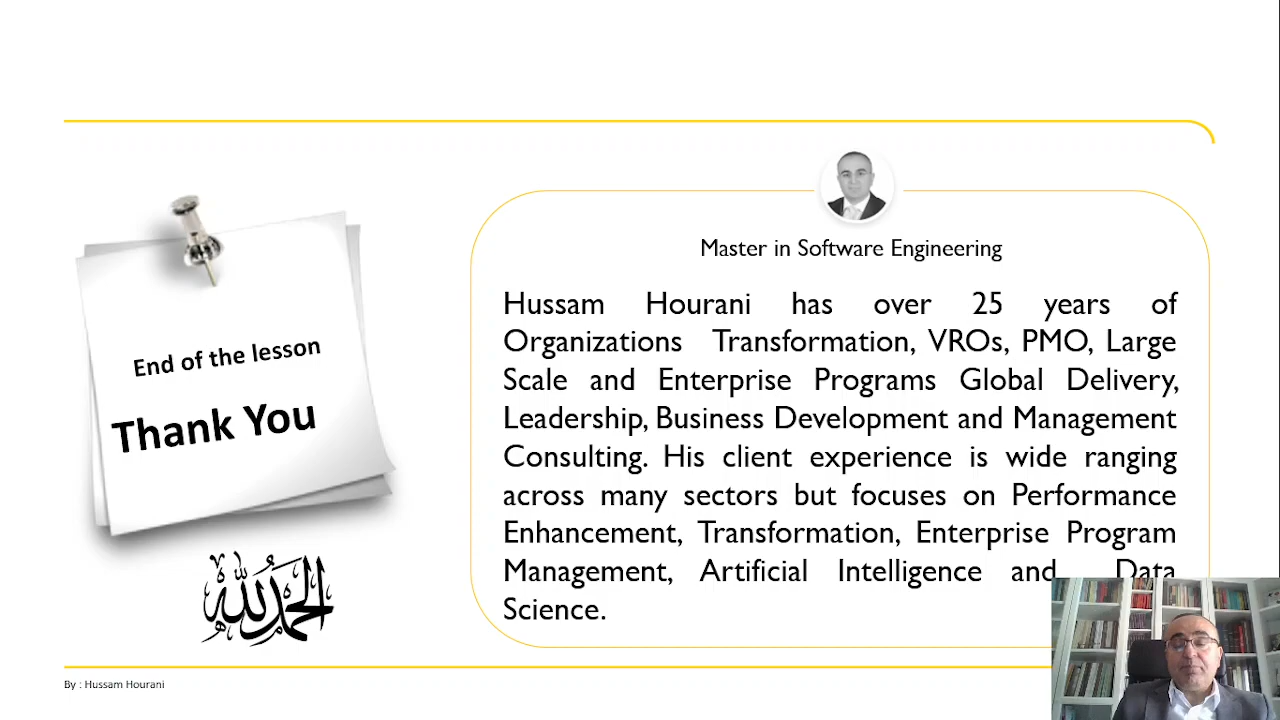 End of the lesson
Thank You
الحمد لله
Master in Software Engineering
Hussam Hourani has over 25 years of
Organizations Transformation, VROs, PMO, Large
Scale and Enterprise Programs Global Delivery,
Leadership, Business Development and Management
Consulting. His client experience is wide ranging
across many sectors but focuses on Performance
Enhancement, Transformation, Enterprise Program
Management, Artificial Intelligence and Data
Science.
By : Hussam Hourani